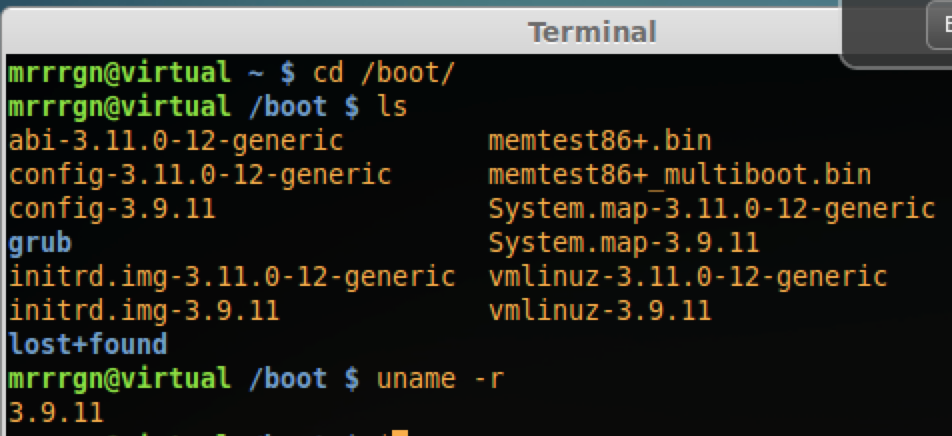 Terminal
mrrrgn@virtual ~ $ cd /boot/
mrrrgn@virtual /boot $ ls
abi-3.11.0-12-generic memtest86+.bin
config-3.11.0-12-generic memtest86+_multiboot.bin
config-3.9.11 System.map-3.11.0-12-generic
grub System.map-3.9.11
initrd.img-3.11.0-12-generic vmlinuz-3.11.0-12-generic
initrd.img-3.9.11 vmlinuz-3.9.11
lost+found
mrrrgn@virtual /boot $ uname -r
3.9.11